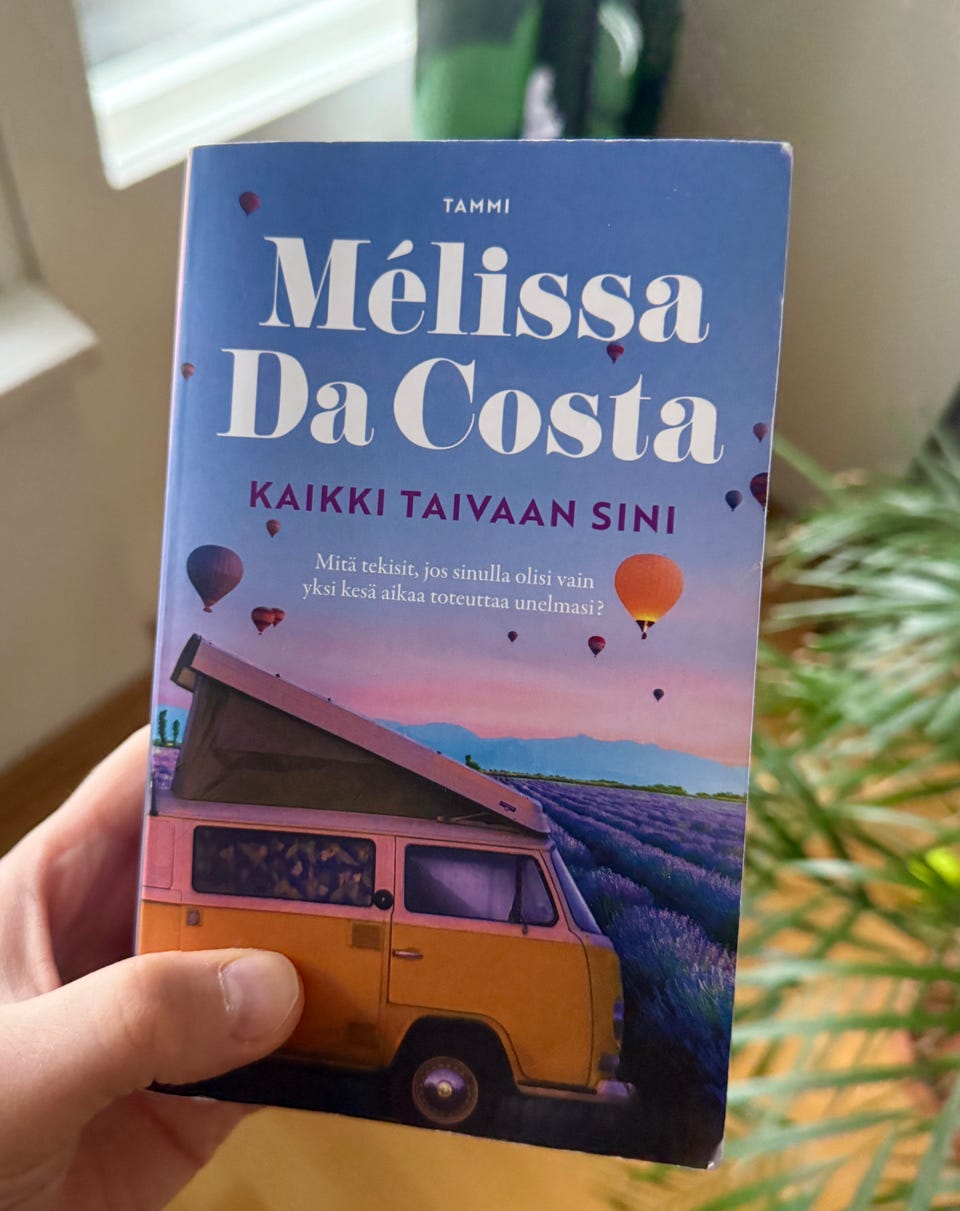 TAMMI
Mélissa
Da Costa
KAIKKI TAIVAAN SINI
Mitä tekisit, jos sinulla olisi vain
yksi kesä aikaa toteuttaa unelmasi?